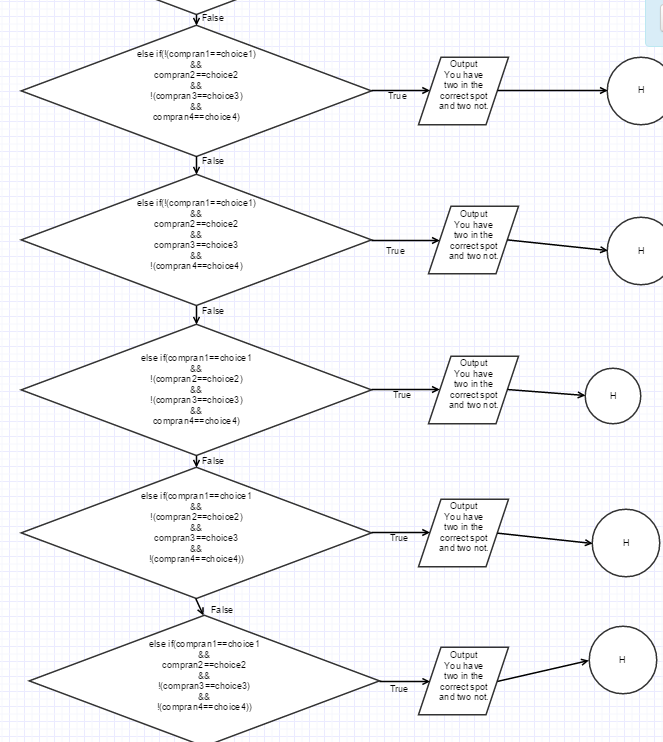 False
else if(!(compran1==choice1)
&&
compran2==choice2
&&
!(compran3==choice3)
&&
compran4==choice4)
True
Output
You have
two in the
correct spot
and two not.
H
False
else if(!(compran1==choice1)
&&
compran2==choice2
&&
compran3==choice3
&&
!(compran4==choice4)
True
Output
You have
two in the
correct spot
and two not.
H
False
else if(compran1==choice1
&&
!(compran2==choice2)
&&
!(compran3==choice3)
&&
compran4==choice4)
True
Output
You have
two in the
correct spot
and two not.
H
False
else if(compran1==choice1
&&
!(compran2==choice2)
&&
compran3==choice3
&&
!(compran4==choice4))
True
Output
You have
two in the
correct spot
and two not.
H
False
else if(compran1==choice1
&&
compran2==choice2
&&
!(compran3==choice3)
&&
!(compran4==choice4))
True
Output
You have
two in the
correct spot
and two not.
H